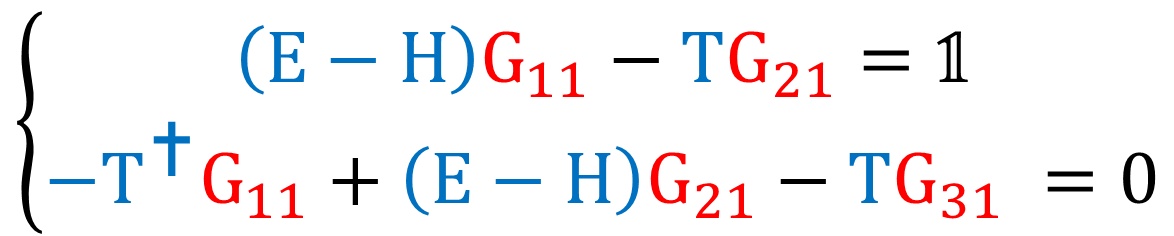 (E − H)G₁₁ − TG₂₁ = 𝟙
−T†G₁₁ + (E − H)G₂₁ − TG₃₁ = 0